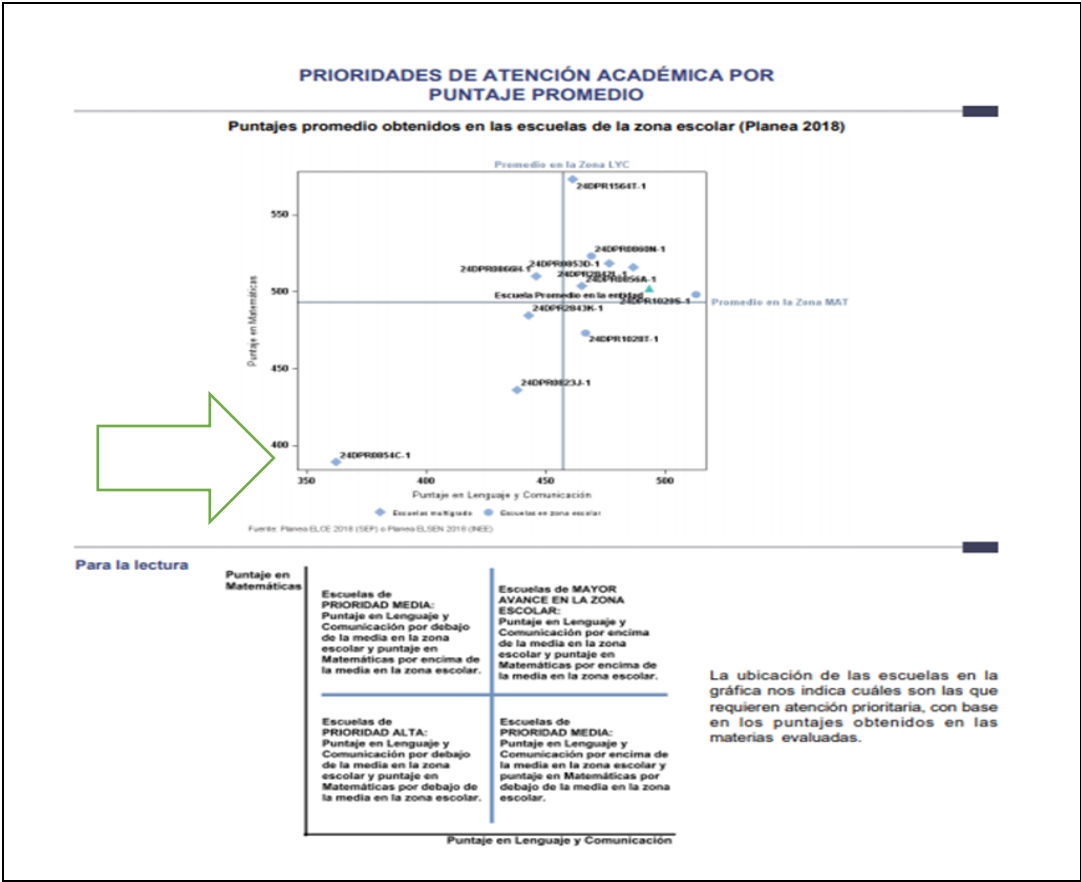 PRIORIDADES DE ATENCIÓN ACADÉMICA POR
PUNTAJE PROMEDIO
Puntajes promedio obtenidos en las escuelas de la zona escolar (Planea 2018)
Promedio en la Zona LYC
24DPR1564T-1
550
24DPR0860N-1
24DPR0853D-1
24DPR0866H-1
24DPR2842L-1
24DPR0856A-1
500
Escuela Promedio en la entidad
24DPR1029S-1
Promedio en la Zona MAT
24DPR2843K-1
24DPR1028T-1
450
24DPR0823J-1
400
24DPR0854C-1
Puntaje en Matemáticas
350
400
450
500
Puntaje en Lenguaje y Comunicación
Escuelas multigrado
Escuelas en zona escolar
Fuente: Planea ELCE 2018 (SEP) o Planea ELSEN 2018 (INEE)
Para la lectura
Puntaje en
Matemáticas
Escuelas de
PRIORIDAD MEDIA:
Puntaje en Lenguaje y
Comunicación por debajo
de la media en la zona
escolar y puntaje en
Matemáticas por encima de
la media en la zona escolar.
Escuelas de MAYOR
AVANCE EN LA ZONA
ESCOLAR:
Puntaje en Lenguaje y
Comunicación por encima
de la media en la zona
escolar y puntaje en
Matemáticas por encima de
la media en la zona escolar.
Escuelas de
PRIORIDAD ALTA:
Puntaje en Lenguaje y
Comunicación por debajo
de la media en la zona
escolar y puntaje en
Matemáticas por debajo de
la media en la zona escolar.
Escuelas de
PRIORIDAD MEDIA:
Puntaje en Lenguaje y
Comunicación por encima de
la media en la zona escolar y
puntaje en Matemáticas por
debajo de la media en la zona
escolar.
Puntaje en Lenguaje y Comunicación
La ubicación de las escuelas en la
gráfica nos indica cuáles son las que
requieren atención prioritaria, con base
en los puntajes obtenidos en las
materias evaluadas.